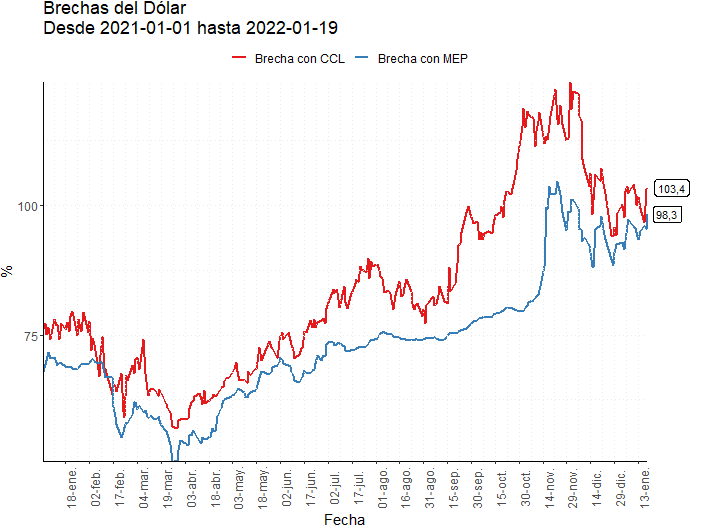 Brechas del Dólar
Desde 2021-01-01 hasta 2022-01-19
Brecha con CCL Brecha con MEP
%
100
75
103,4
98,3
18-ene.
02-feb.
17-feb.
04-mar.
19-mar.
03-abr.
18-abr.
03-may.
18-may.
02-jun.
17-jun.
02-jul.
17-jul.
01-ago.
16-ago.
31-ago.
15-sep.
30-sep.
15-oct.
30-oct.
14-nov.
29-nov.
14-dic.
29-dic.
13-ene.
Fecha